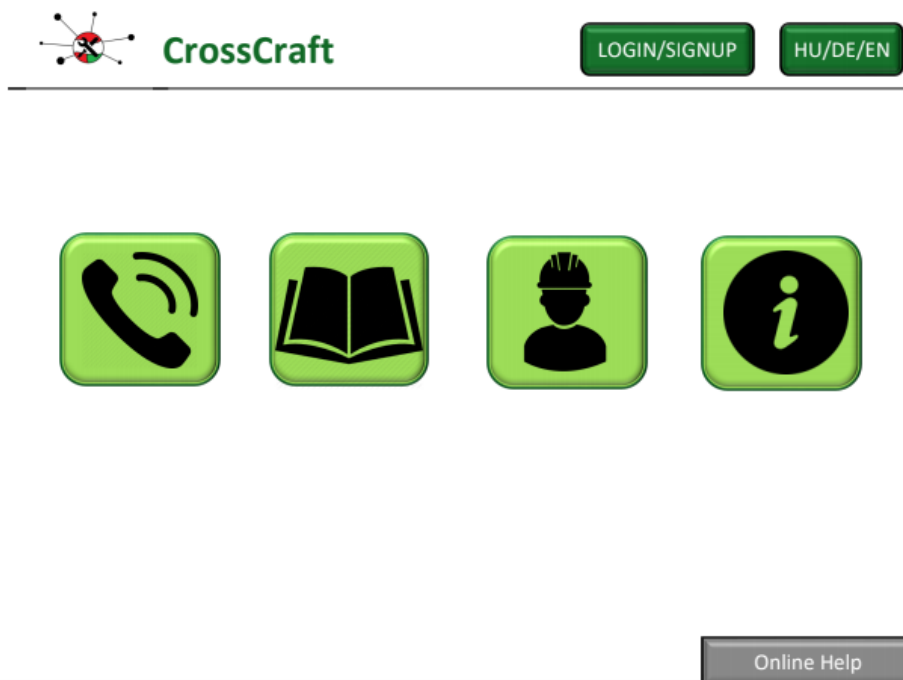 CrossCraft
LOGIN/SIGNUP
HU/DE/EN
i
Online Help